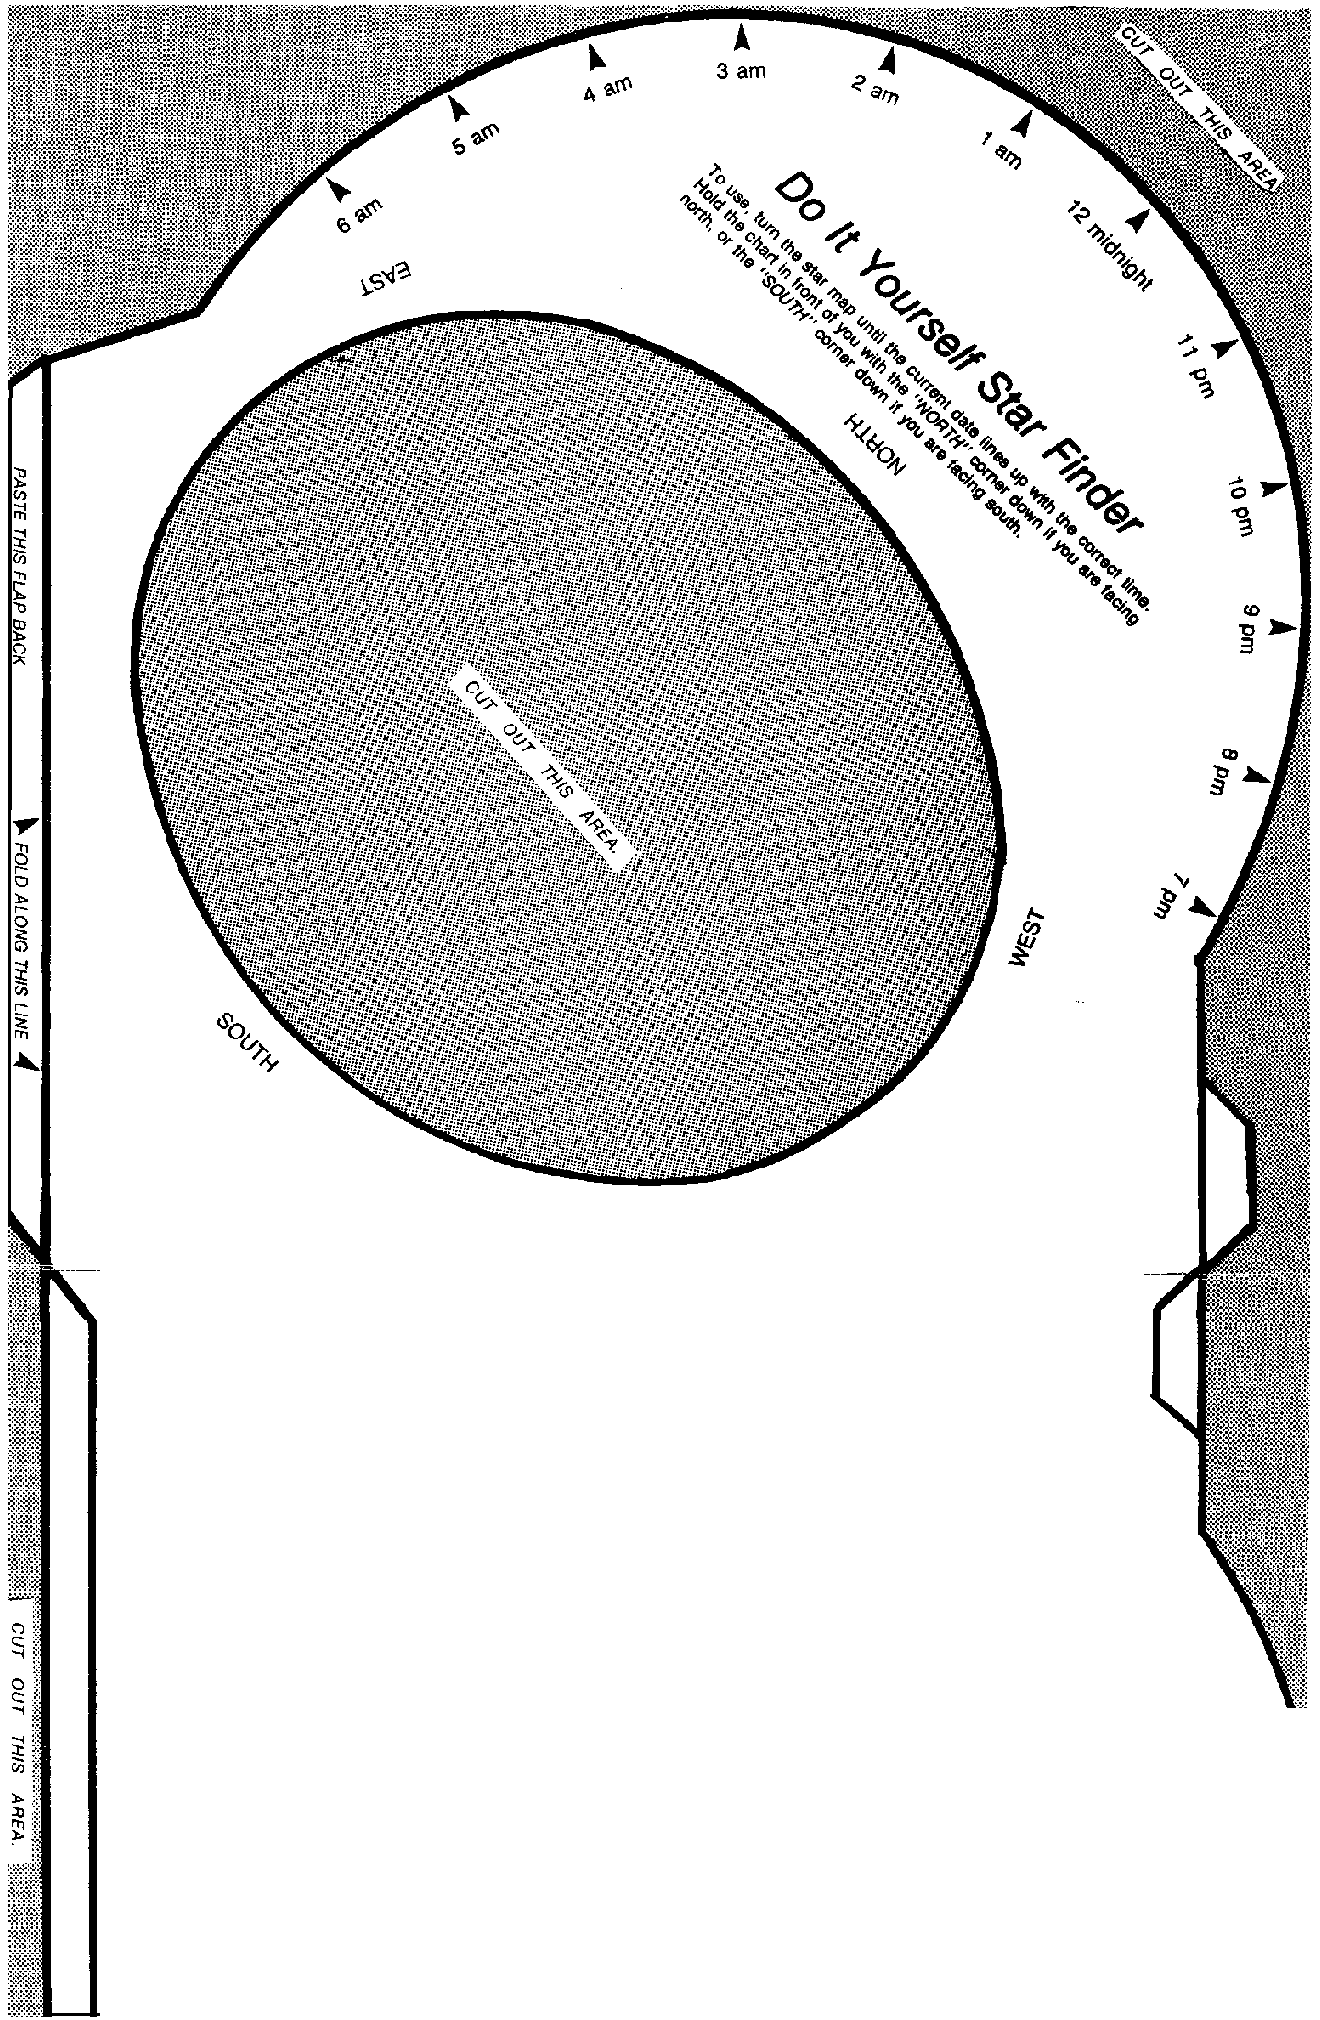 CUT OUT THIS AREA
3 am
2 am
4 am
1 am
5 am
12 midnight
6 am
11 pm
10 pm
9 pm
8 pm
7 pm
Do It Yourself Star Finder
To use, turn the star map until the current date lines up with the correct time.
Hold the chart in front of you with the "NORTH" corner down if you are facing
north, or the "SOUTH" corner down if you are facing south.
EAST
NORTH
WEST
SOUTH
CUT OUT THIS AREA.
PASTE THIS FLAP BACK
FOLD ALONG THIS LINE
CUT OUT THIS AREA.